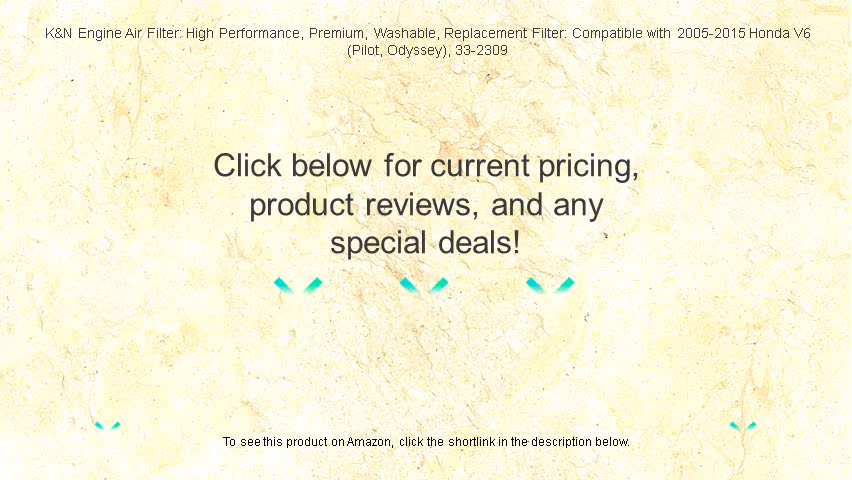 K&N Engine Air Filter: High Performance, Premium, Washable, Replacement Filter: Compatible with 2005-2015 Honda V6
(Pilot, Odyssey), 33-2309
Click below for current pricing,
product reviews, and any
special deals!
To see this product on Amazon, click the shortlink in the description below.